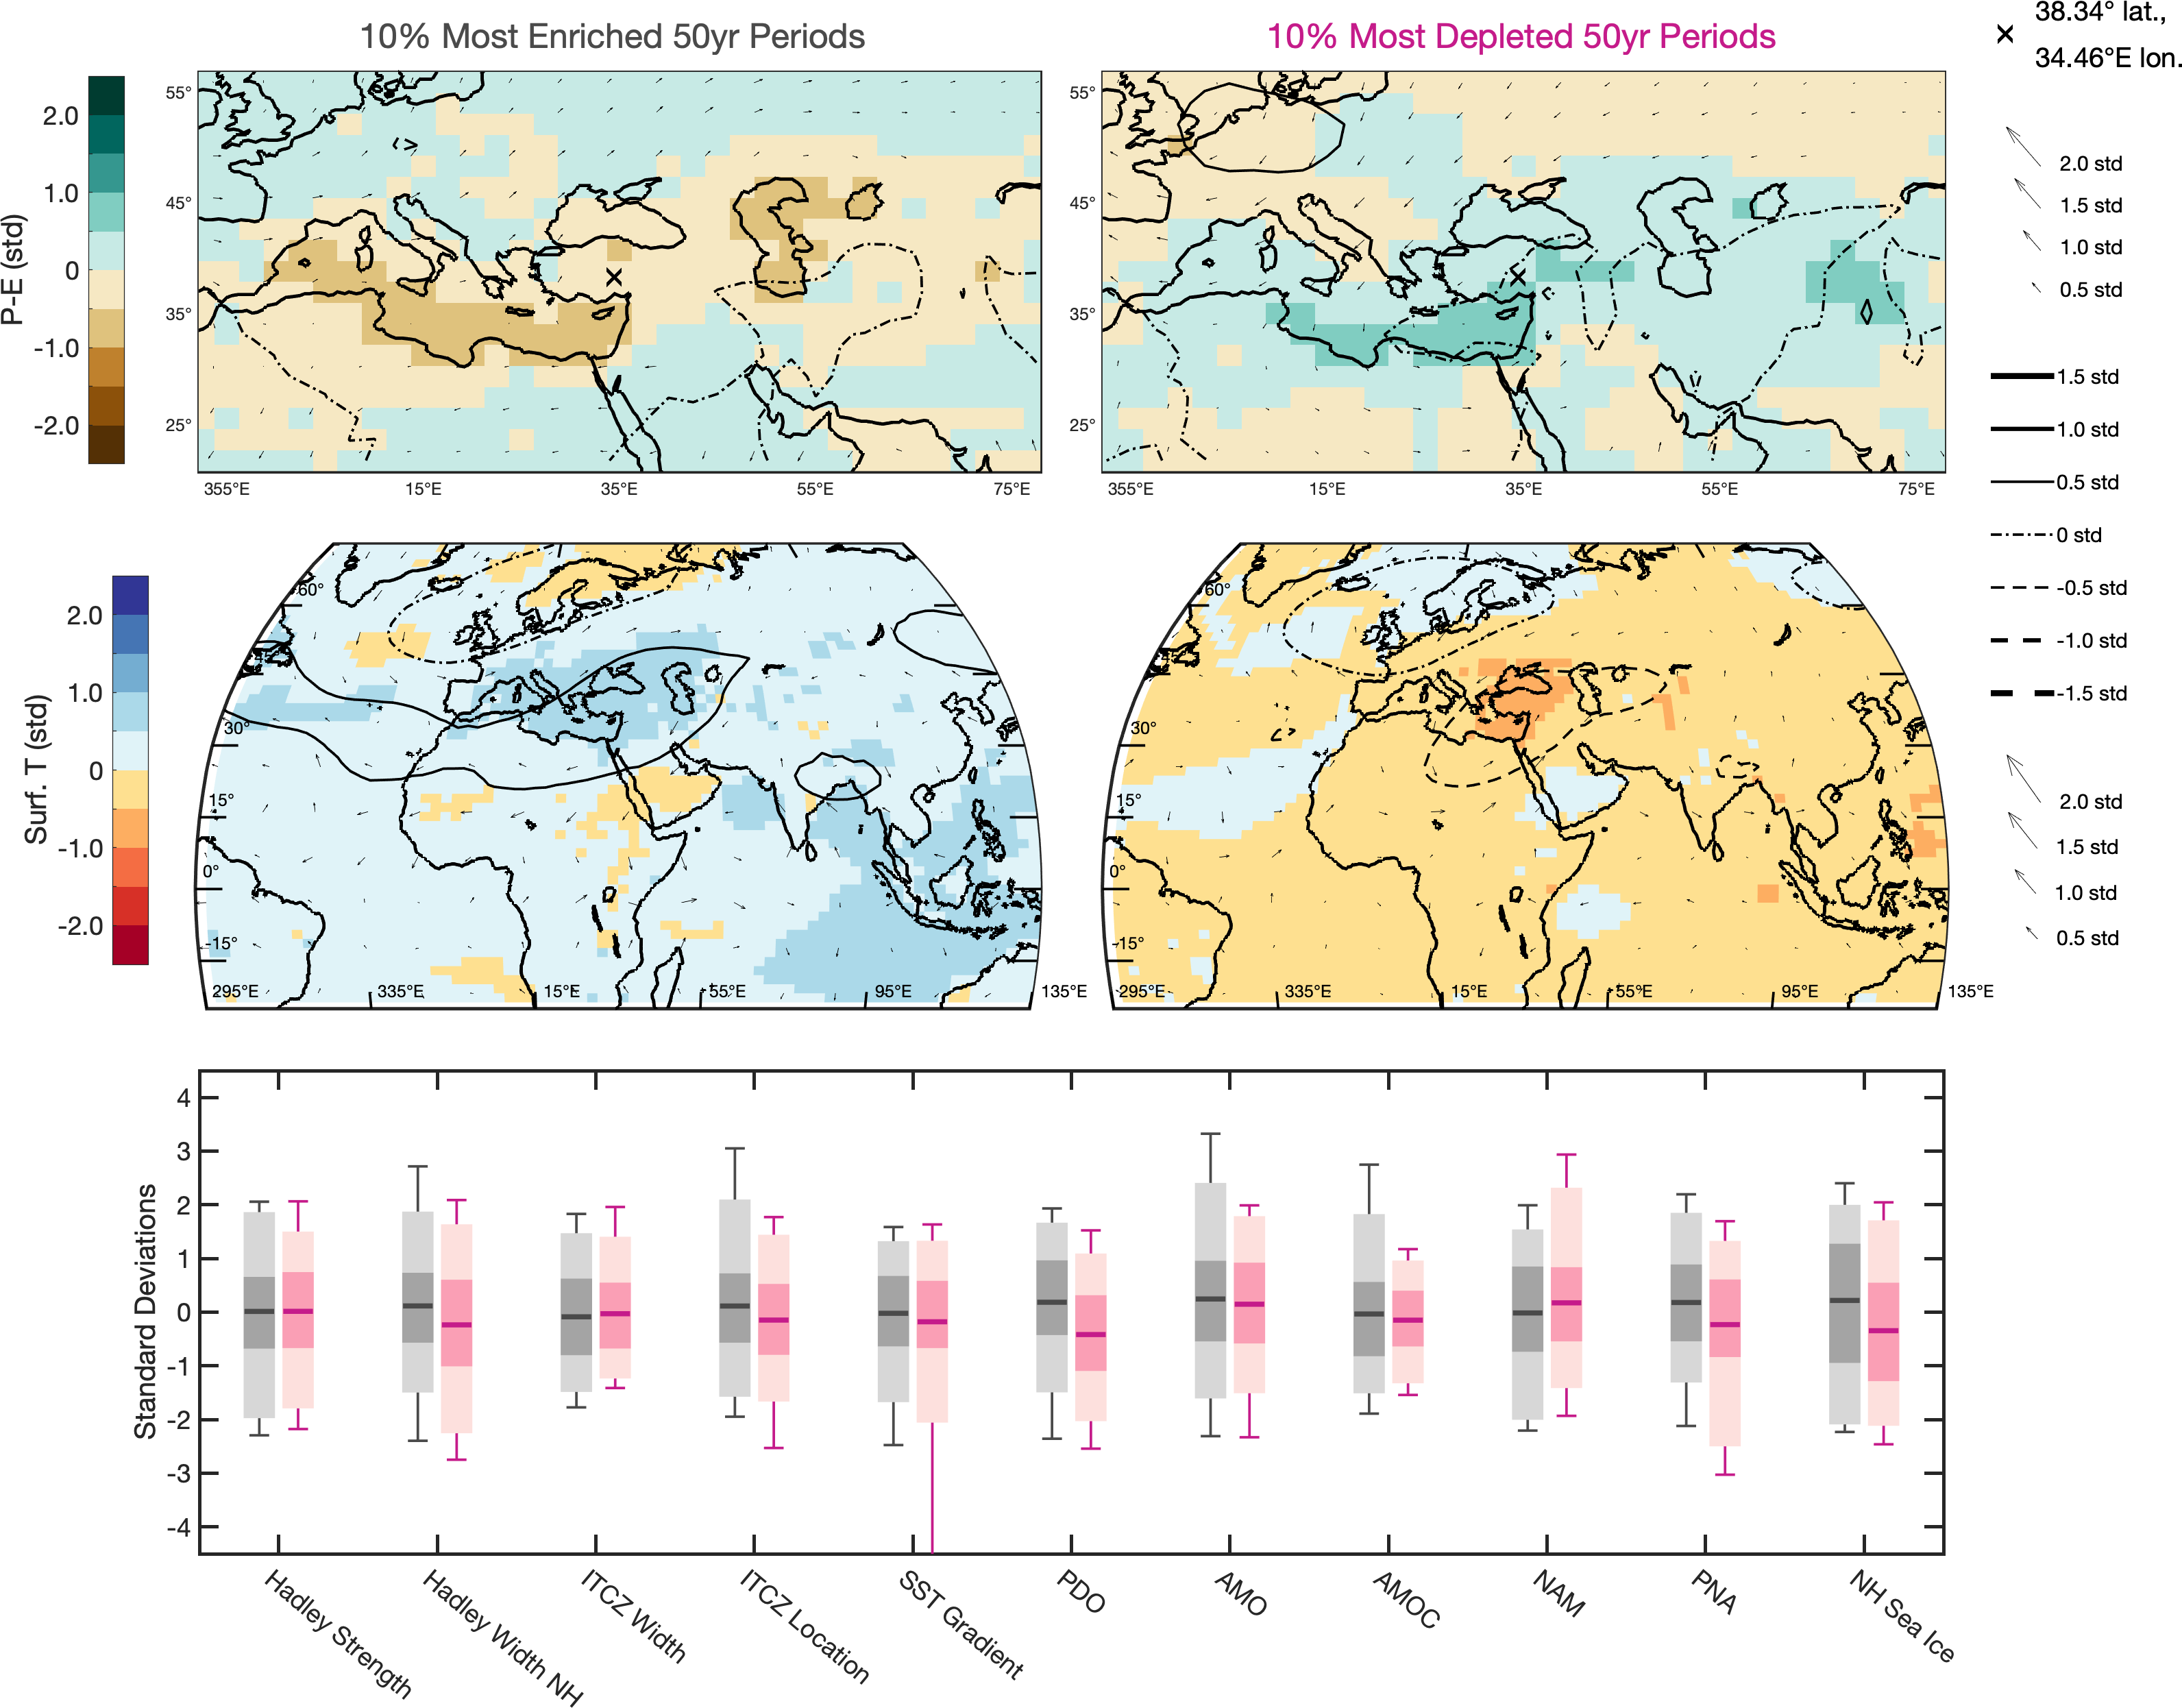 10% Most Enriched 50yr Periods
10% Most Depleted 50yr Periods
38.34° lat.,
34.46°E lon.
P-E (std)
2.0
1.0
0
-1.0
-2.0
55°
45°
35°
25°
355°E 15°E 35°E 55°E 75°E
55°
45°
35°
25°
355°E 15°E 35°E 55°E 75°E
2.0 std
1.5 std
1.0 std
0.5 std
1.5 std
1.0 std
0.5 std
0 std
-0.5 std
-1.0 std
-1.5 std
Surf. T (std)
2.0
1.0
0
-1.0
-2.0
60°
45°
30°
15°
0°
-15°
295°E 335°E 15°E 55°E 95°E 135°E
60°
45°
30°
15°
0°
-15°
295°E 335°E 15°E 55°E 95°E 135°E
2.0 std
1.5 std
1.0 std
0.5 std
Standard Deviations
4
3
2
1
0
-1
-2
-3
-4
Hadley Strength
Hadley Width NH
ITCZ Width
ITCZ Location
SST Gradient
PDO
AMO
AMOC
NAM
PNA
NH Sea Ice